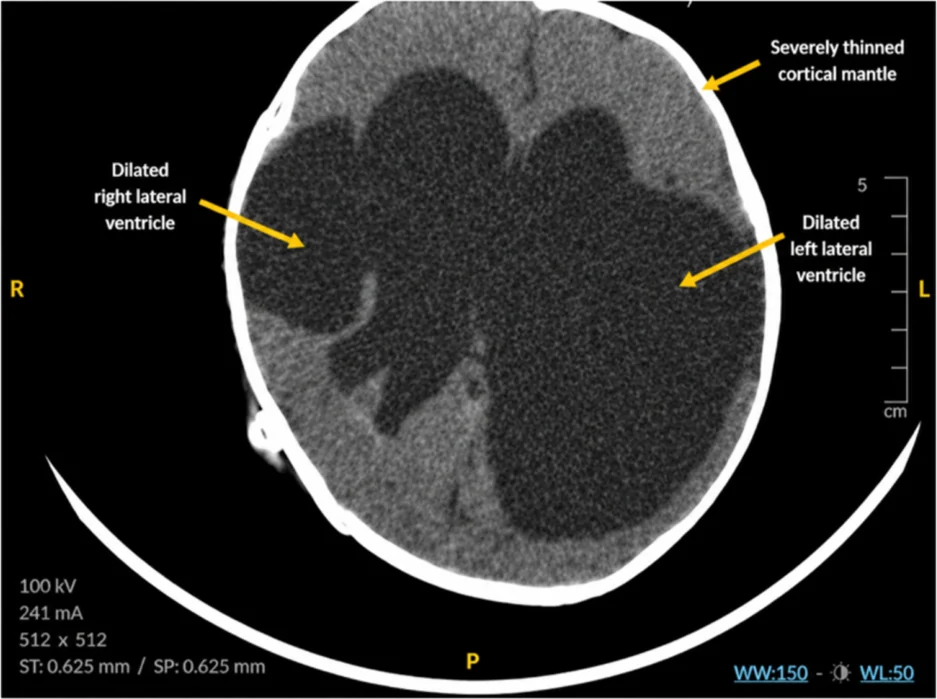 Severely thinned
cortical mantle
Dilated
right lateral
ventricle
5
Dilated
left lateral
ventricle
R
L
cm
100 kV
241 mA
512 x 512
ST: 0.625 mm / SP: 0.625 mm
P
WW:150 - WL:50